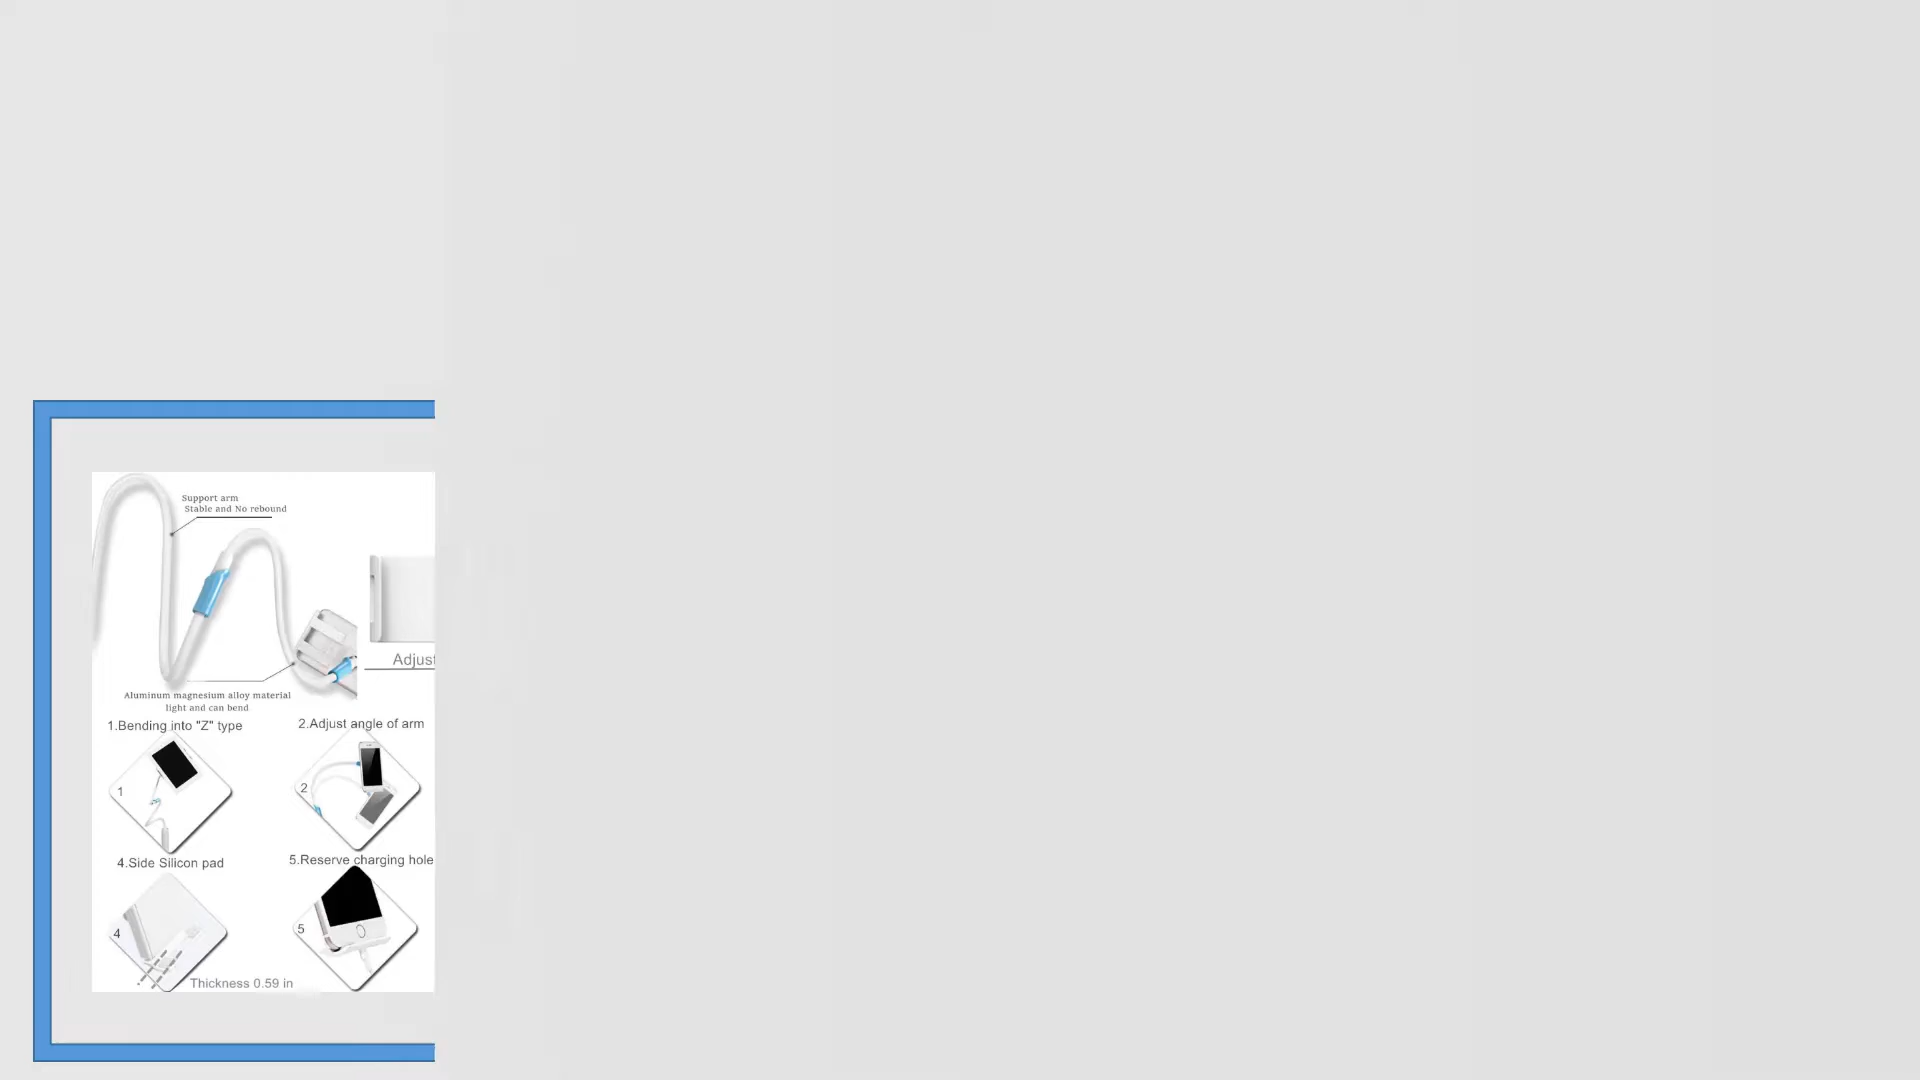 Support arm
Stable and No rebound
Adjust
Aluminum magnesium alloy material
light and can bend
1.Bending into "Z" type
2.Adjust angle of arm
1
2
4.Side Silicon pad
5.Reserve charging hole
4
5
Thickness 0.59 in